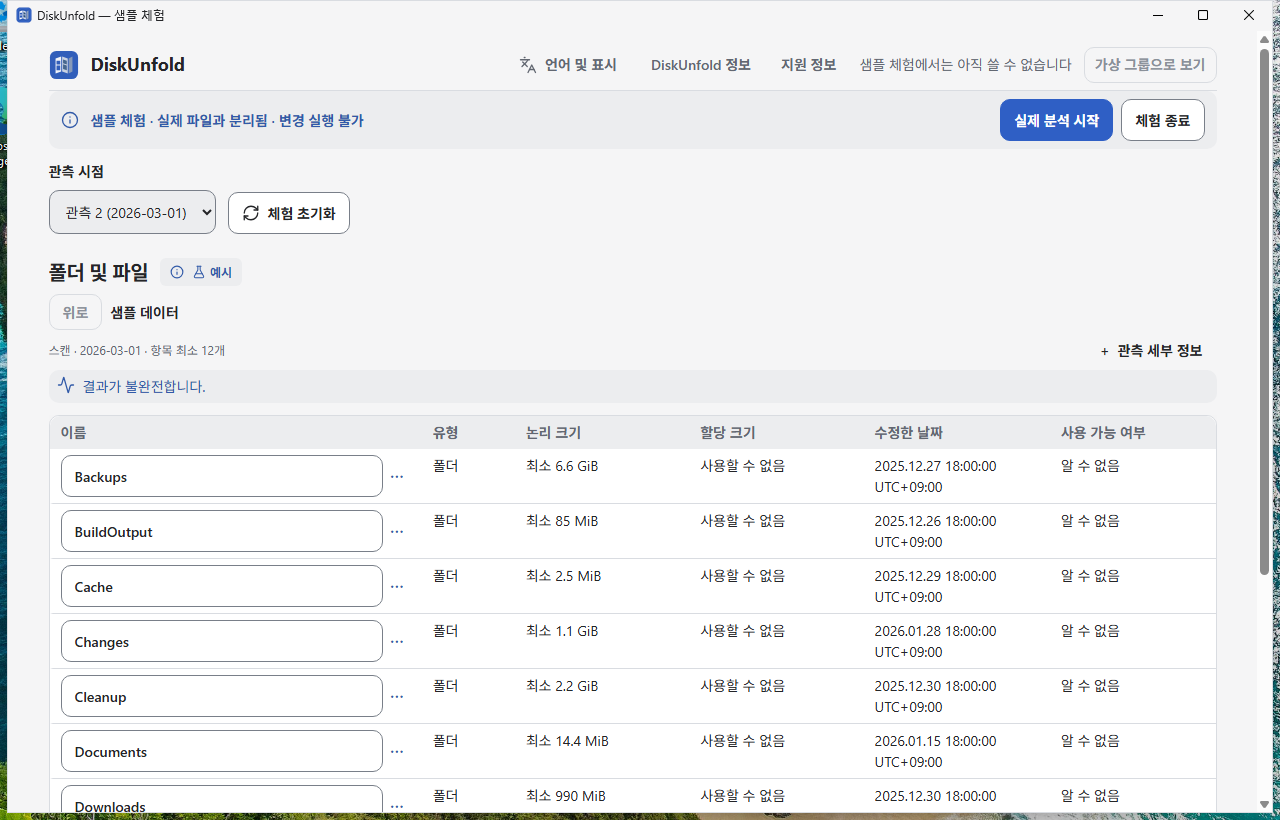 DiskUnfold — 샘플 체험
DiskUnfold
언어 및 표시
DiskUnfold 정보
지원 정보
샘플 체험에서는 아직 쓸 수 없습니다
가상 그룹으로 보기
샘플 체험 · 실제 파일과 분리됨 · 변경 실행 불가
실제 분석 시작
체험 종료
관측 시점
관측 2 (2026-03-01)
체험 초기화
폴더 및 파일
예시
위로
샘플 데이터
스캔 · 2026-03-01 · 항목 최소 12개
+ 관측 세부 정보
결과가 불완전합니다.
이름 유형 논리 크기 할당 크기 수정한 날짜 사용 가능 여부
Backups ... 폴더 최소 6.6 GiB 사용할 수 없음 2025.12.27 18:00:00 알 수 없음
UTC+09:00
BuildOutput ... 폴더 최소 85 MiB 사용할 수 없음 2025.12.26 18:00:00 알 수 없음
UTC+09:00
Cache ... 폴더 최소 2.5 MiB 사용할 수 없음 2025.12.29 18:00:00 알 수 없음
UTC+09:00
Changes ... 폴더 최소 1.1 GiB 사용할 수 없음 2026.01.28 18:00:00 알 수 없음
UTC+09:00
Cleanup ... 폴더 최소 2.2 GiB 사용할 수 없음 2025.12.30 18:00:00 알 수 없음
UTC+09:00
Documents ... 폴더 최소 14.4 MiB 사용할 수 없음 2026.01.15 18:00:00 알 수 없음
UTC+09:00
Downloads ... 폴더 최소 990 MiB 사용할 수 없음 2025.12.30 18:00:00 알 수 없음